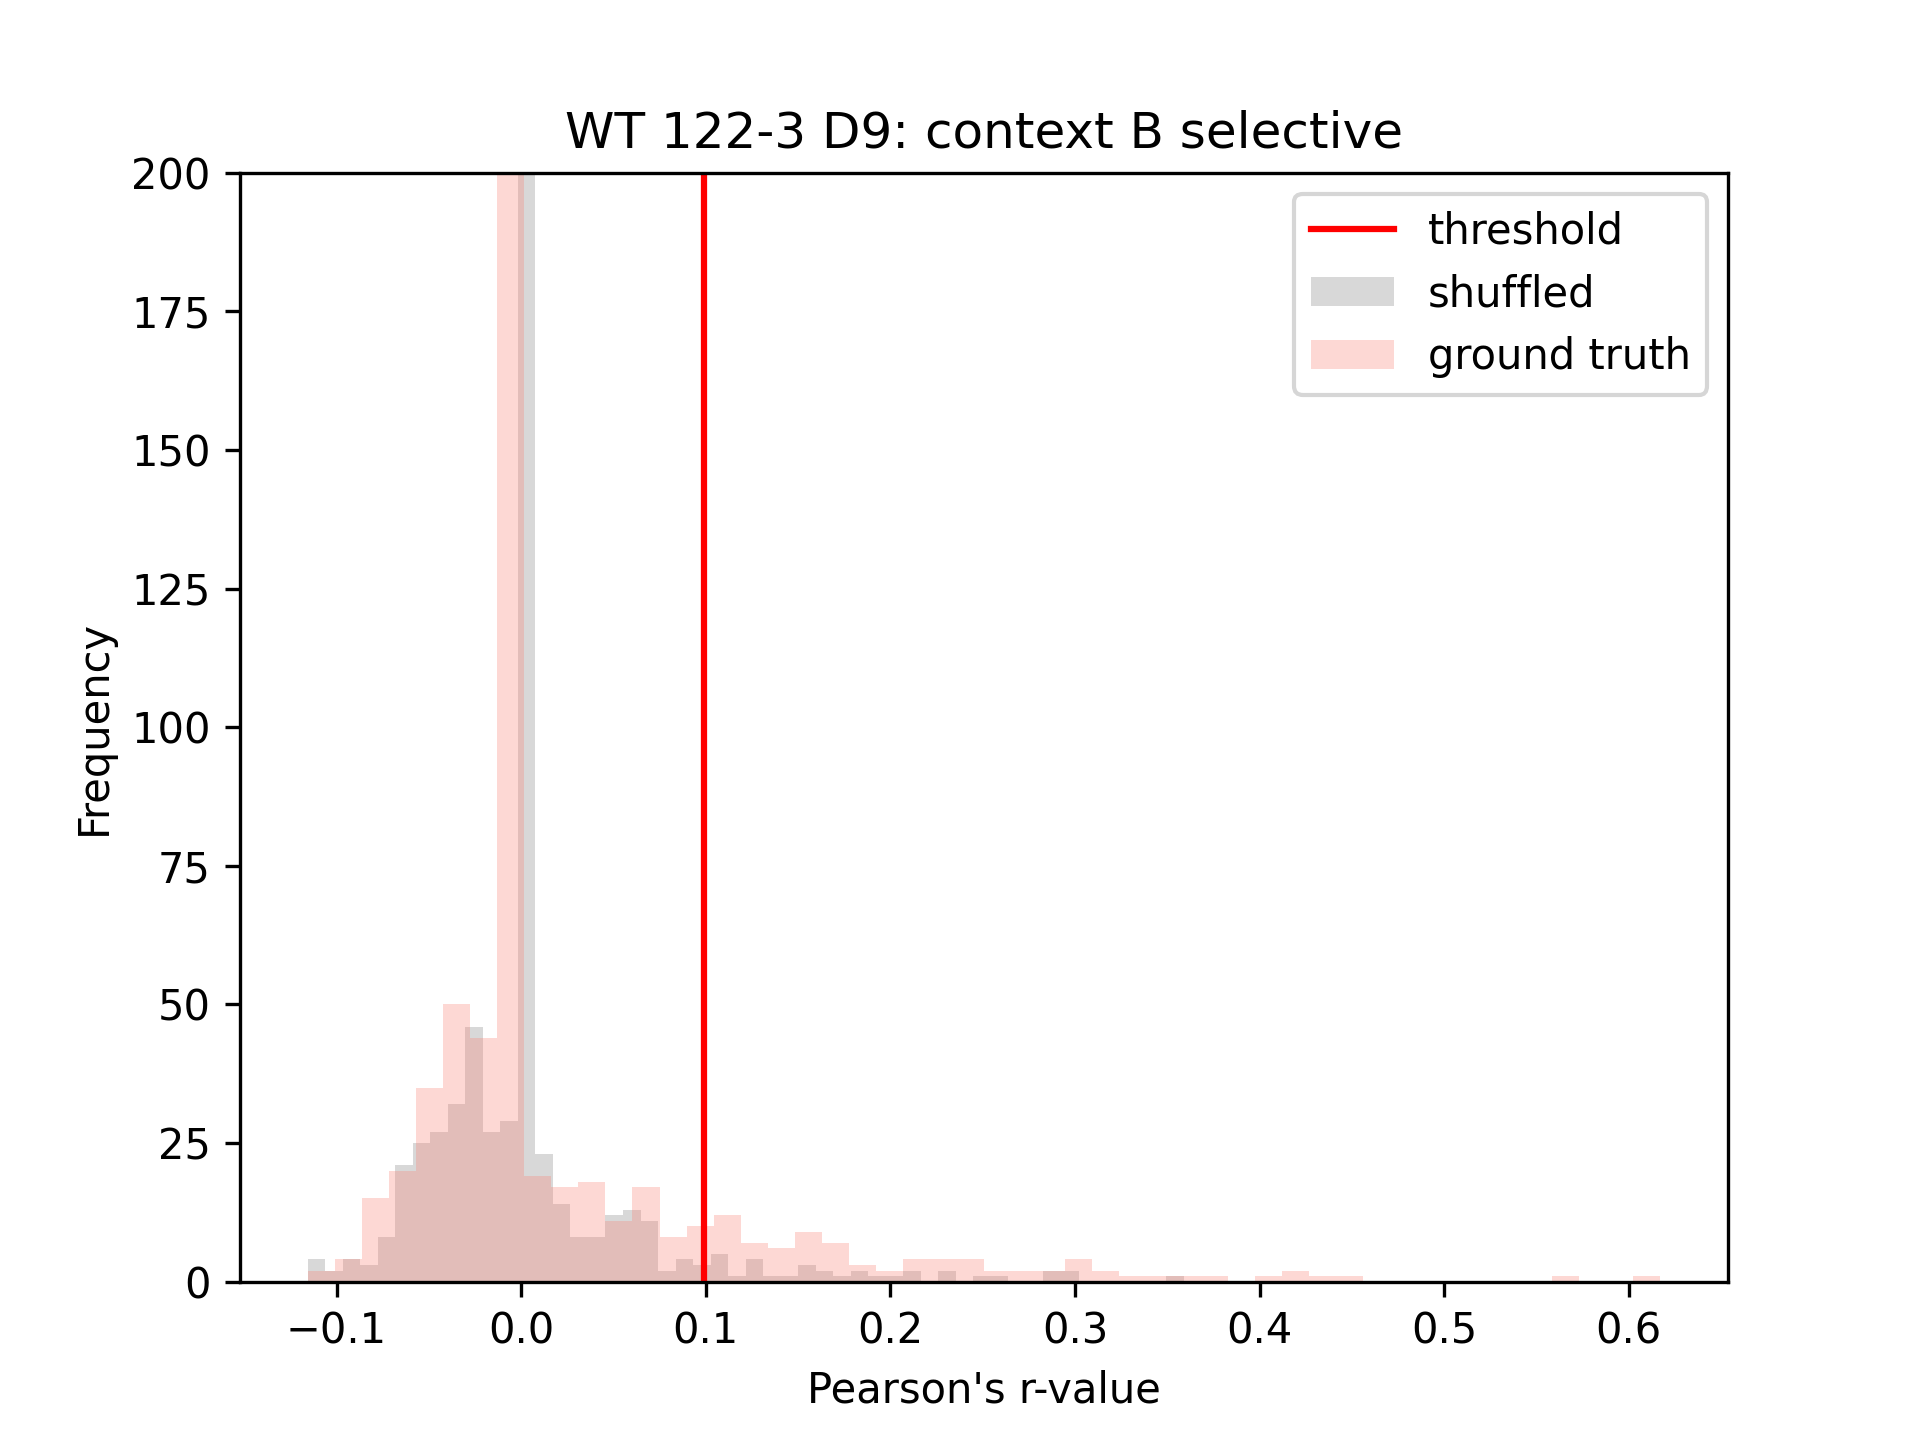 WT 122-3 D9: context B selective
200
175
150
125
100
75
50
25
0
Frequency
threshold
shuffled
ground truth
−0.1 0.0 0.1 0.2 0.3 0.4 0.5 0.6
Pearson's r-value